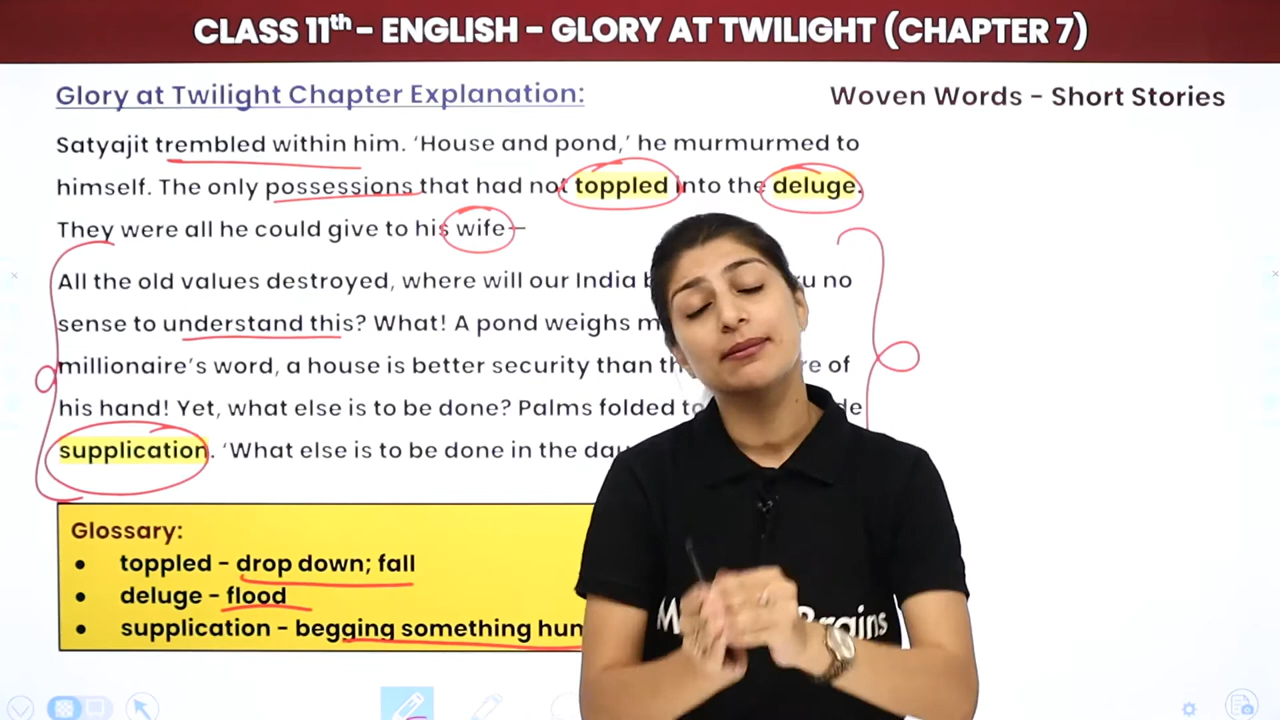 CLASS 11th - ENGLISH - GLORY AT TWILIGHT (CHAPTER 7)
Glory at Twilight Chapter Explanation:
Woven Words - Short Stories
Satyajit trembled within him. ‘House and pond,’ he murmured to
himself. The only possessions that had not toppled into the deluge.
They were all he could give to his wife—
All the old values destroyed, where will our India no
sense to understand this? What! A pond weighs
millionaire’s word, a house is better security than of
his hand! Yet, what else is to be done? Palms folded
supplication. ‘What else is to be done in the
Glossary:
• toppled - drop down; fall
• deluge - flood
• supplication - begging something